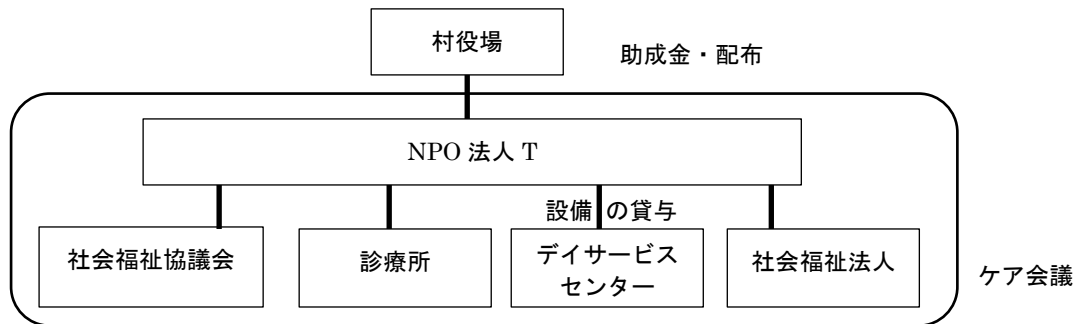 村役場
助成金・配布
NPO 法人 T
設備の貸与
社会福祉協議会
診療所
デイサービス
センター
社会福祉法人
ケア会議